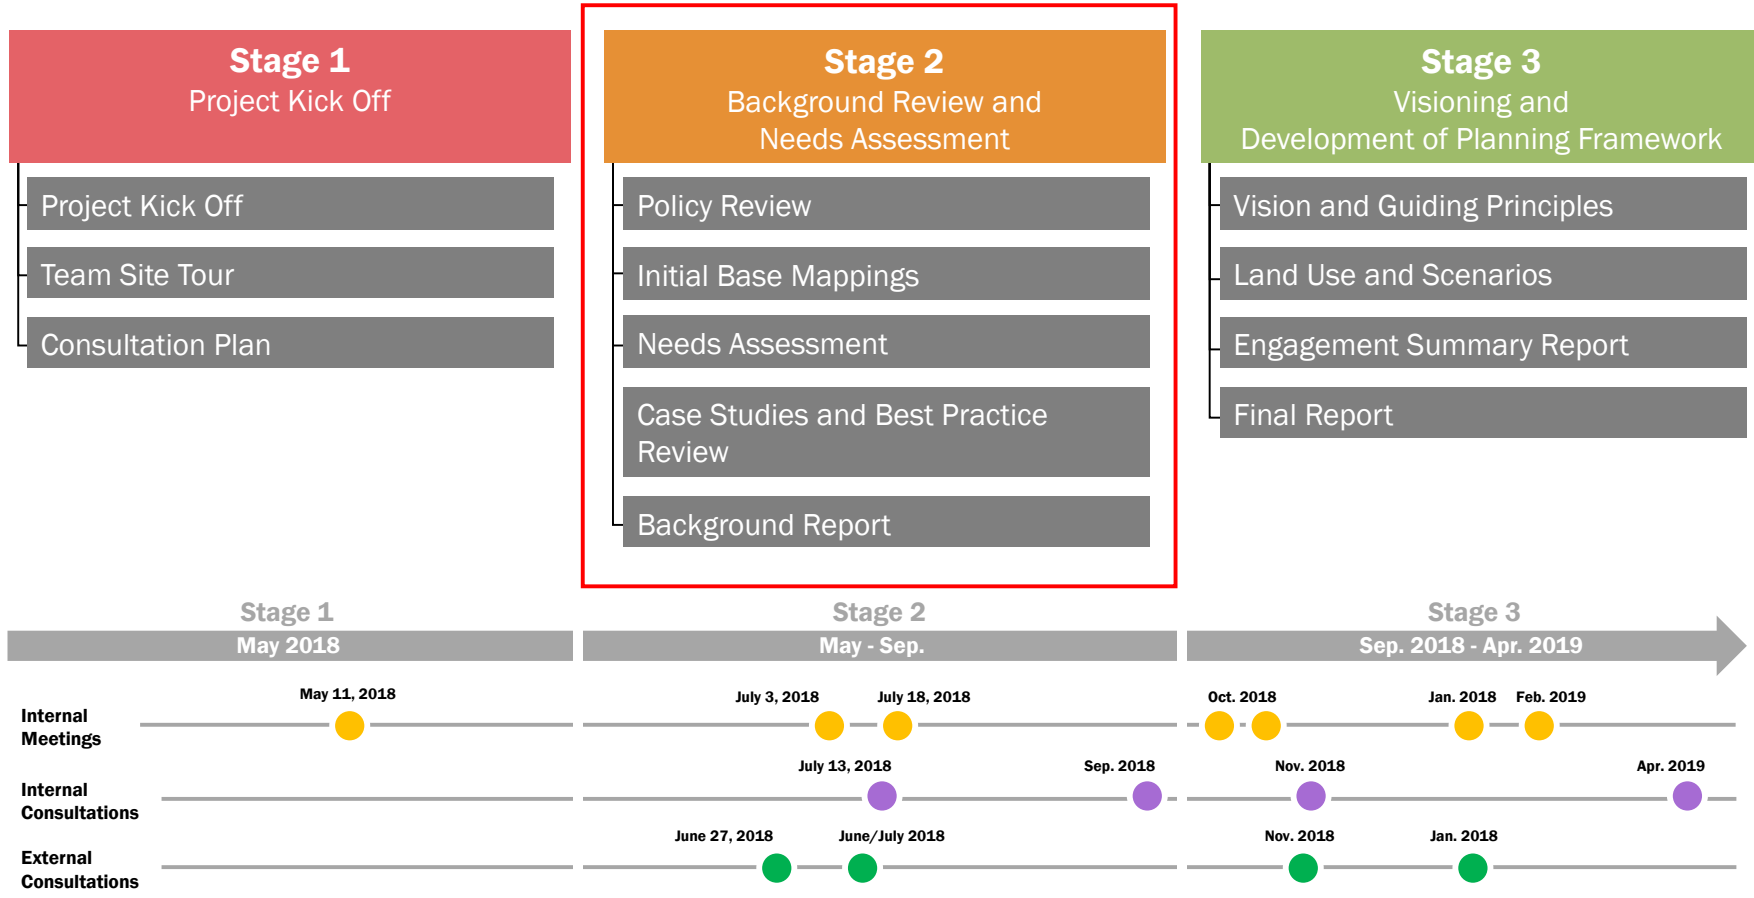 Stage 1
Project Kick Off
Project Kick Off
Team Site Tour
Consultation Plan
Stage 2
Background Review and
Needs Assessment
Policy Review
Initial Base Mappings
Needs Assessment
Case Studies and Best Practice
Review
Background Report
Stage 3
Visioning and
Development of Planning Framework
Vision and Guiding Principles
Land Use and Scenarios
Engagement Summary Report
Final Report
Stage 1
May 2018
Stage 2
May - Sep.
Stage 3
Sep. 2018 - Apr. 2019
Internal
Meetings
May 11, 2018
July 3, 2018
July 18, 2018
Oct. 2018
Jan. 2018
Feb. 2019
Internal
Consultations
July 13, 2018
Sep. 2018
Nov. 2018
Apr. 2019
External
Consultations
June 27, 2018
June/July 2018
Nov. 2018
Jan. 2018